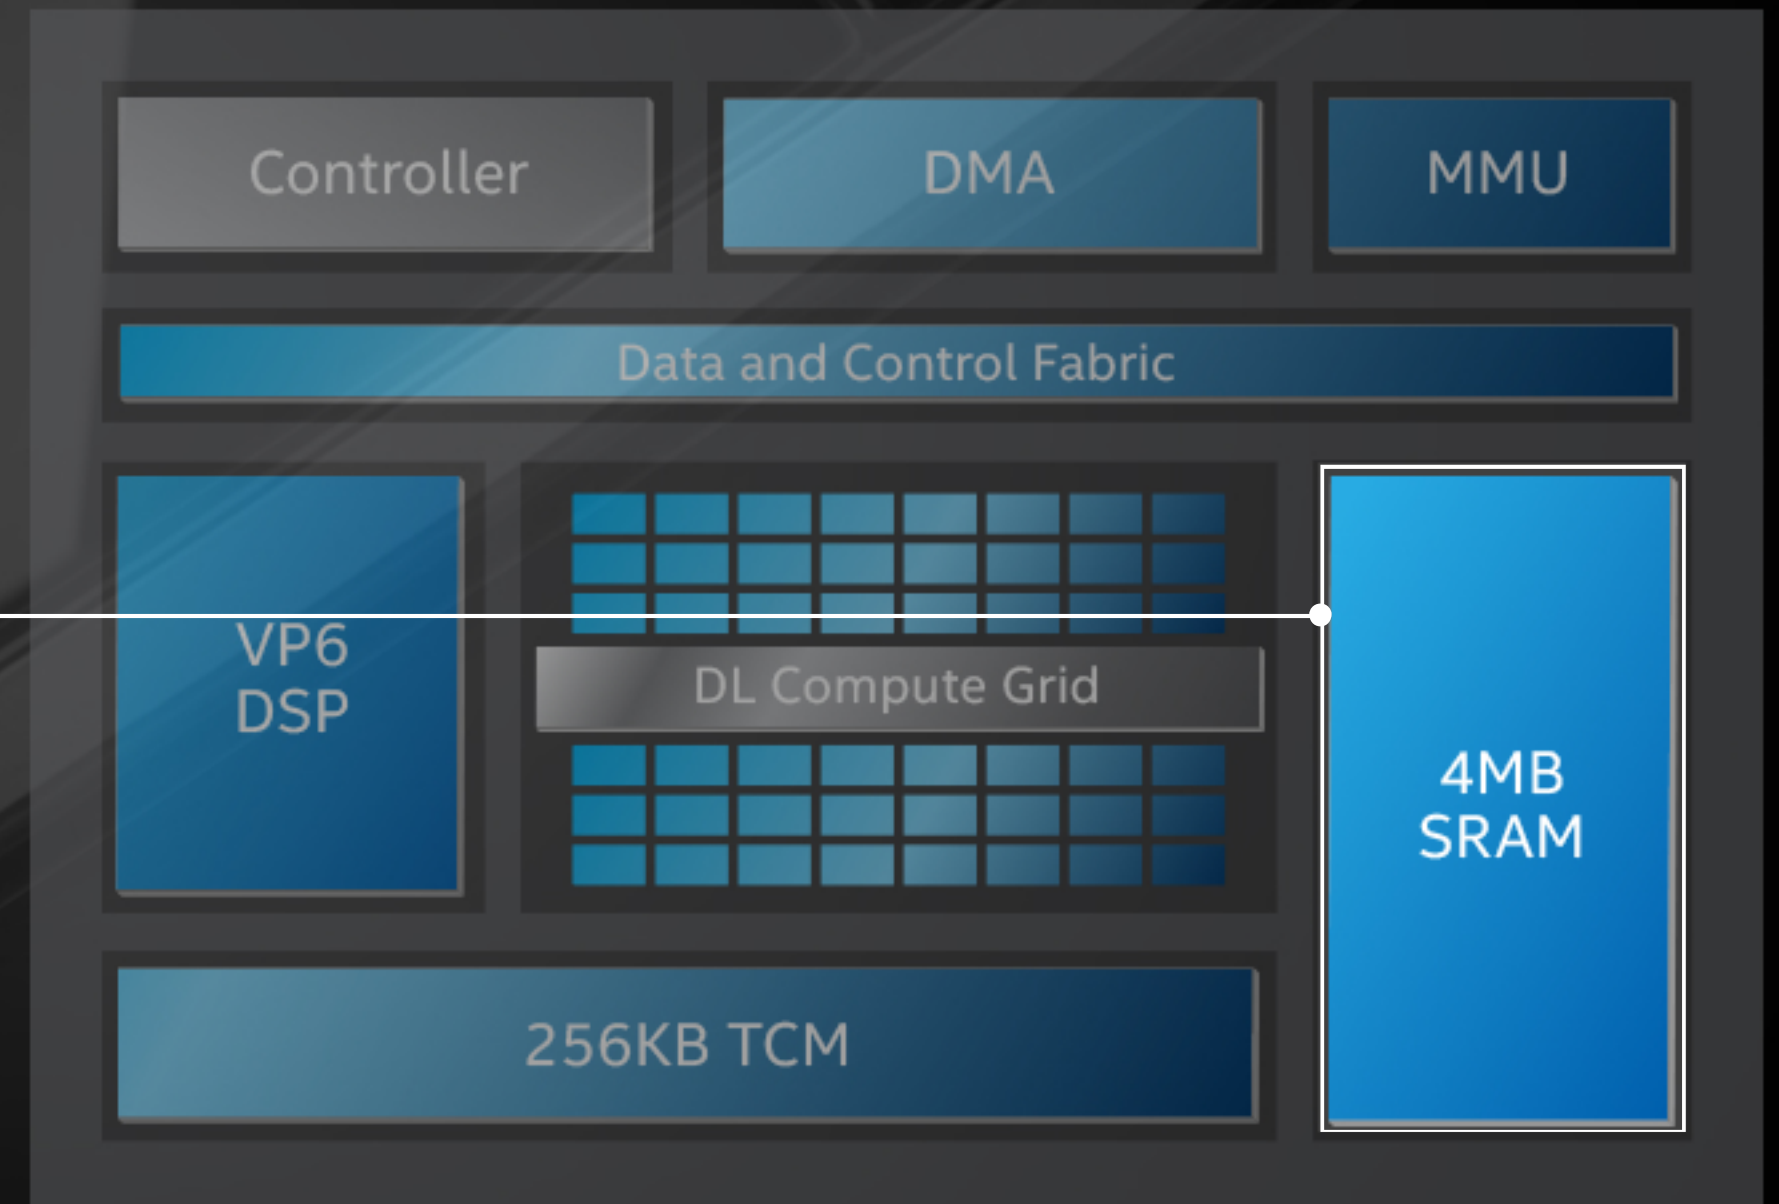 Controller
DMA
MMU
Data and Control Fabric
VP6
DSP
DL Compute Grid
4MB
SRAM
256KB TCM